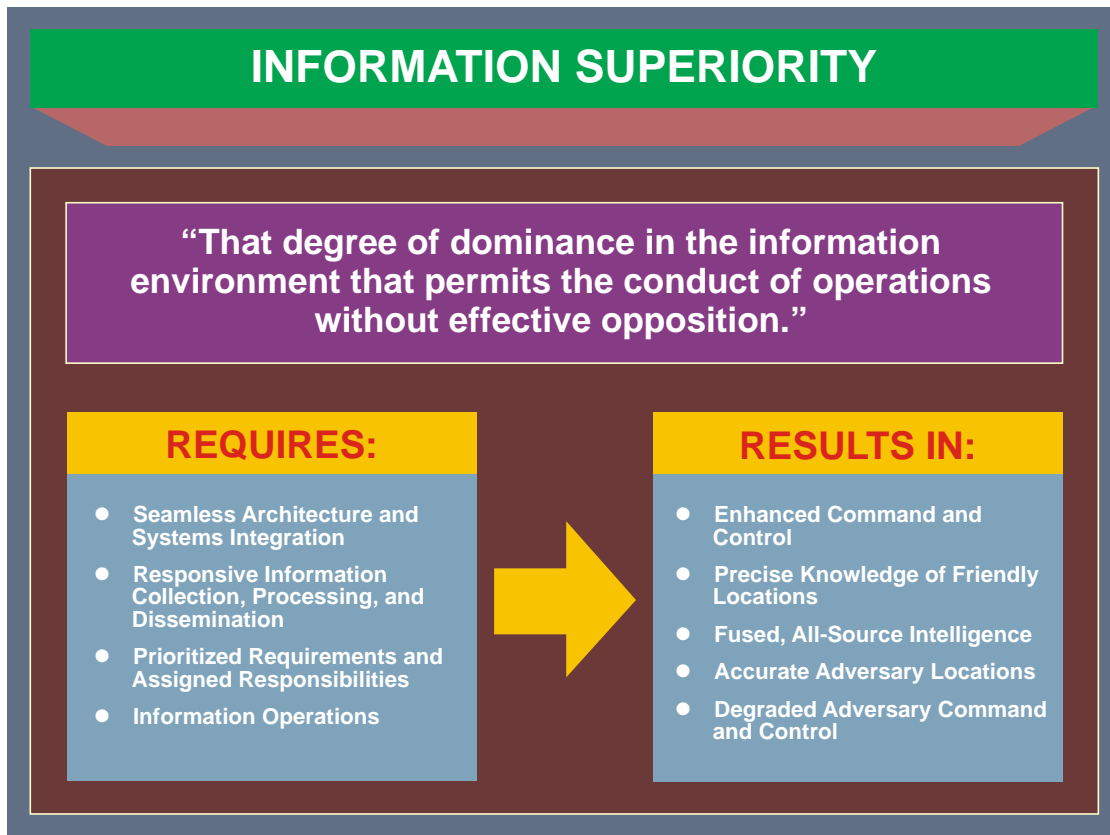 INFORMATION SUPERIORITY
“That degree of dominance in the information
environment that permits the conduct of operations
without effective opposition.”
REQUIRES:
● Seamless Architecture and
Systems Integration
● Responsive Information
Collection, Processing, and
Dissemination
● Prioritized Requirements and
Assigned Responsibilities
● Information Operations
RESULTS IN:
● Enhanced Command and
Control
● Precise Knowledge of Friendly
Locations
● Fused, All-Source Intelligence
● Accurate Adversary Locations
● Degraded Adversary Command
and Control